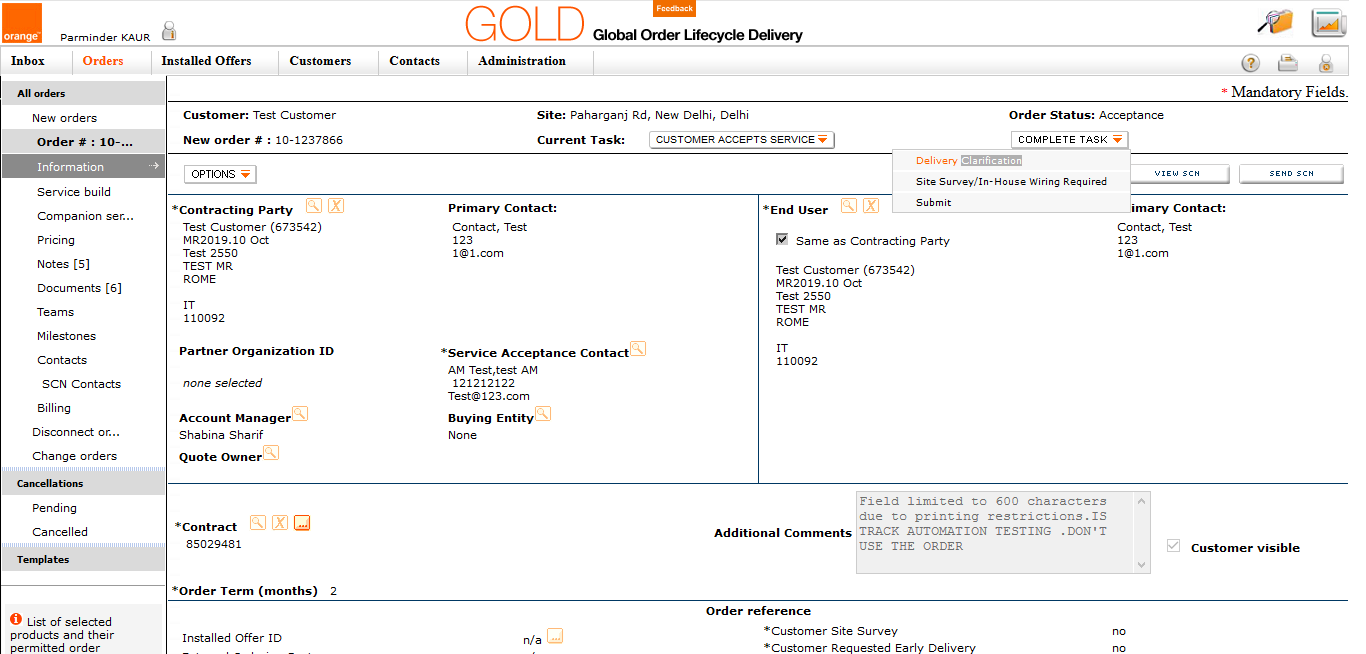 Feedback
orange™
Parminder KAUR
GOLD Global Order Lifecycle Delivery
Inbox Orders Installed Offers Customers Contacts Administration
* Mandatory Fields.
All orders
New orders
Order # : 10-...
Information
Service build
Companion ser...
Pricing
Notes [5]
Documents [6]
Teams
Milestones
Contacts
SCN Contacts
Billing
Disconnect or...
Change orders
Cancellations
Pending
Cancelled
Templates
List of selected
products and their
permitted order
Customer: Test Customer Site: Paharganj Rd, New Delhi, Delhi Order Status: Acceptance
New order # : 10-1237866 Current Task: CUSTOMER ACCEPTS SERVICE COMPLETE TASK
Delivery Clarification
Site Survey/In-House Wiring Required
Submit
OPTIONS VIEW SCN SEND SCN
*Contracting Party X
Test Customer (673542)
MR2019.10 Oct
Test 2550
TEST MR
ROME
IT
110092
Primary Contact:
Contact, Test
123
1@1.com
Partner Organization ID
none selected
*Service Acceptance Contact
AM Test,test AM
121212122
Test@123.com
Account Manager
Shabina Sharif
Buying Entity
None
Quote Owner
*End User X
Same as Contracting Party
Test Customer (673542)
MR2019.10 Oct
Test 2550
TEST MR
ROME
IT
110092
imary Contact:
Contact, Test
123
1@1.com
*Contract X ...
85029481
Additional Comments
Field limited to 600 characters
due to printing restrictions.IS
TRACK AUTOMATION TESTING .DON'T
USE THE ORDER
Customer visible
*Order Term (months) 2
Order reference
Installed Offer ID n/a ...
*Customer Site Survey no
*Customer Requested Early Delivery no